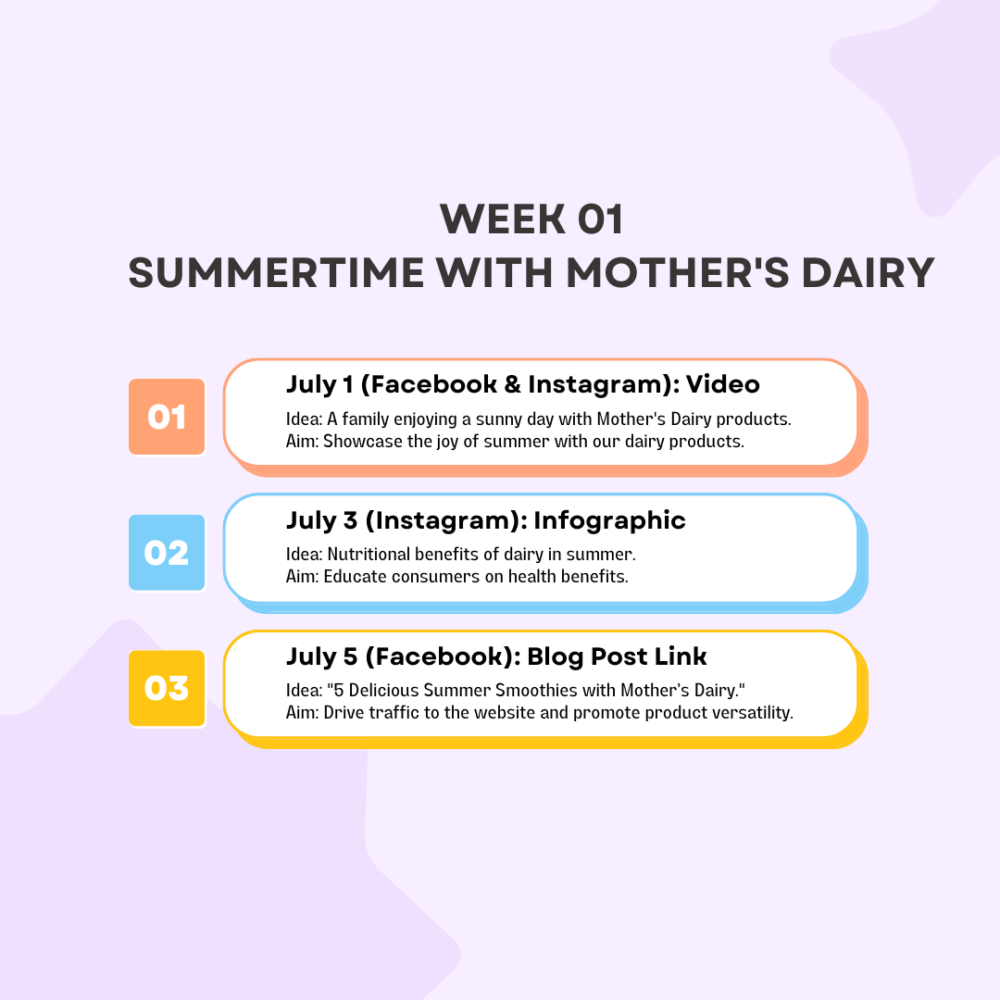 WEEK 01
SUMMERTIME WITH MOTHER'S DAIRY
01
July 1 (Facebook & Instagram): Video
Idea: A family enjoying a sunny day with Mother's Dairy products.
Aim: Showcase the joy of summer with our dairy products.
02
July 3 (Instagram): Infographic
Idea: Nutritional benefits of dairy in summer.
Aim: Educate consumers on health benefits.
03
July 5 (Facebook): Blog Post Link
Idea: "5 Delicious Summer Smoothies with Mother’s Dairy."
Aim: Drive traffic to the website and promote product versatility.